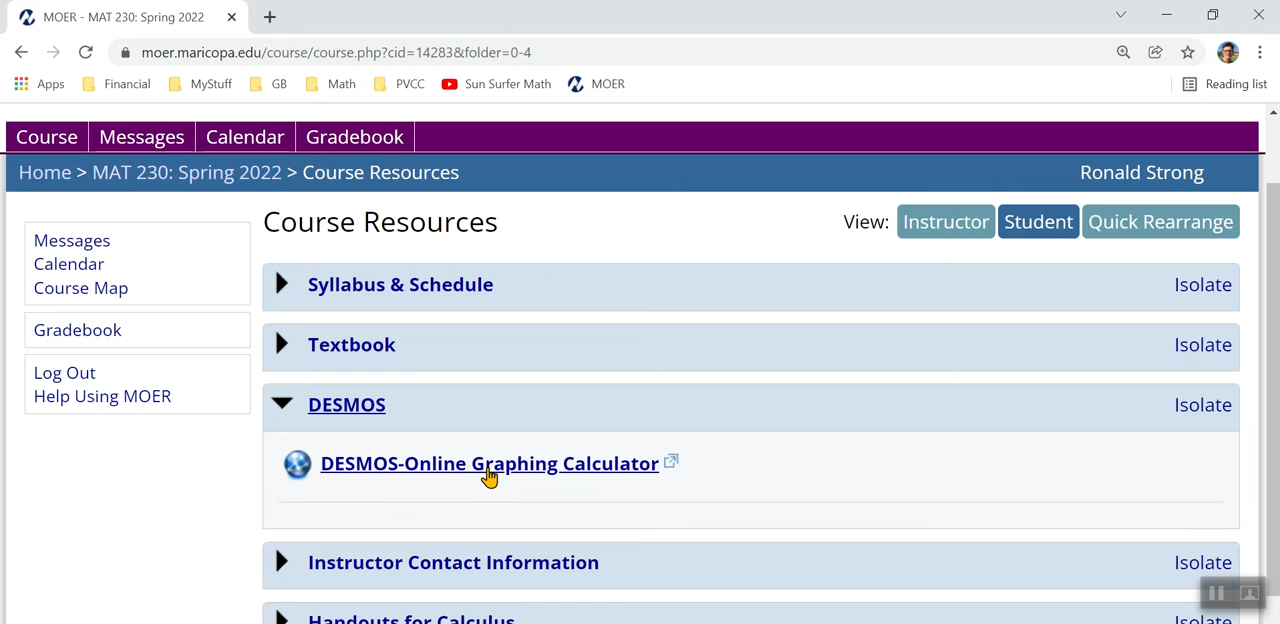 MOER - MAT 230: Spring 2022
moer.maricopa.edu/course/course.php?cid=14283&folder=0-4
Apps Financial MyStuff GB Math PVCC Sun Surfer Math MOER Reading list
Course Messages Calendar Gradebook
Home > MAT 230: Spring 2022 > Course Resources Ronald Strong
Messages
Calendar
Course Map
Gradebook
Log Out
Help Using MOER
Course Resources View: Instructor Student Quick Rearrange
Syllabus & Schedule Isolate
Textbook Isolate
DESMOS Isolate
DESMOS-Online Graphing Calculator
Instructor Contact Information Isolate
Handouts for Calculus Isolate